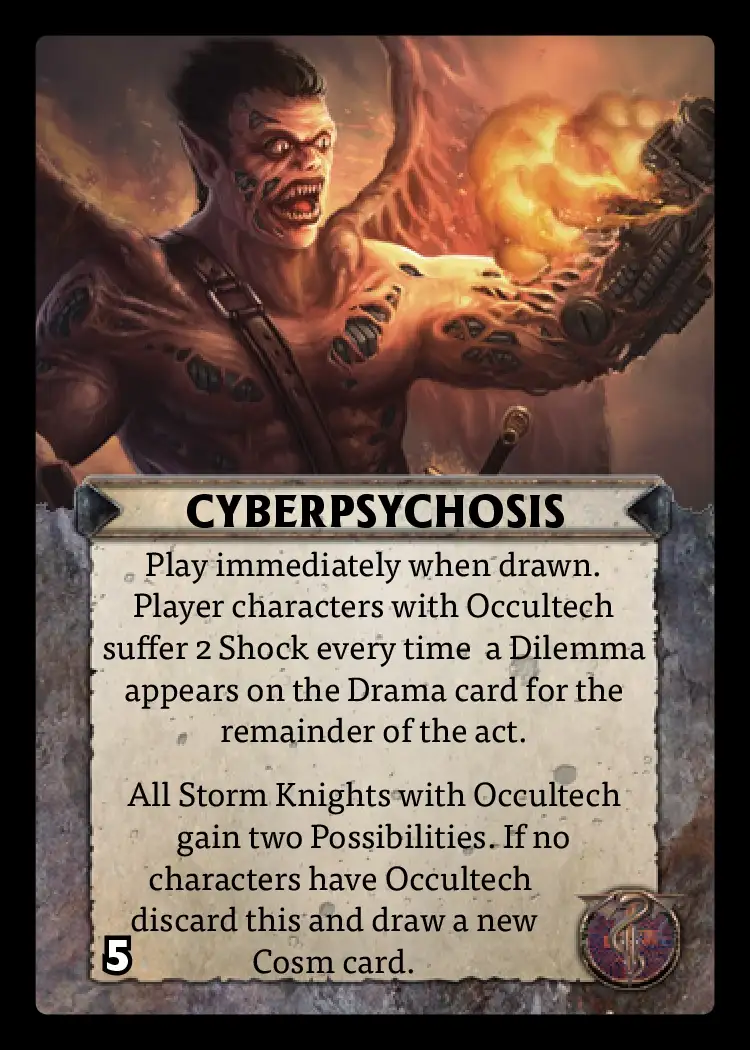 CYBERPSYCHOSIS
Play immediately when drawn.
Player characters with Occultech
suffer 2 Shock every time a Dilemma
appears on the Drama card for the
remainder of the act.
All Storm Knights with Occultech
gain two Possibilities. If no
characters have Occultech
discard this and draw a new
Cosm card.
5